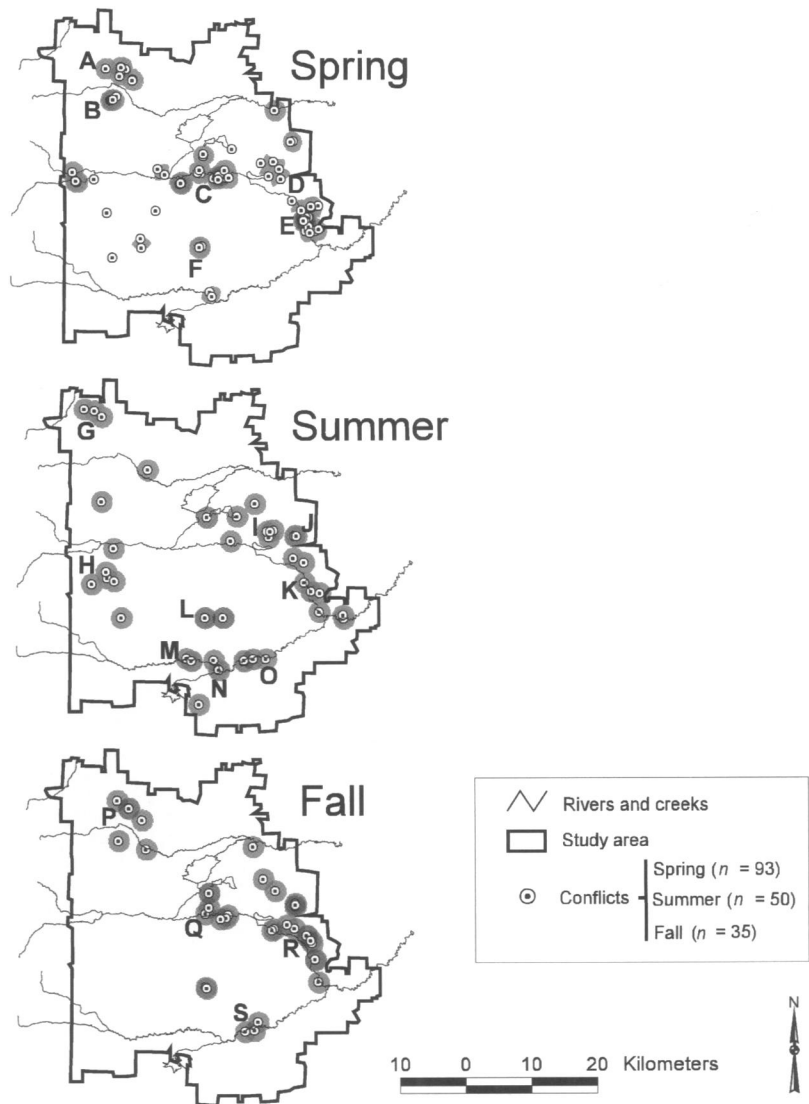 Spring
A
B
C
D
E
F
Summer
G
H
I
J
K
L
M
N
O
Fall
P
Q
R
S
Rivers and creeks
Study area
Conflicts
Spring (n = 93)
Summer (n = 50)
Fall (n = 35)
10 0 10 20 Kilometers
N